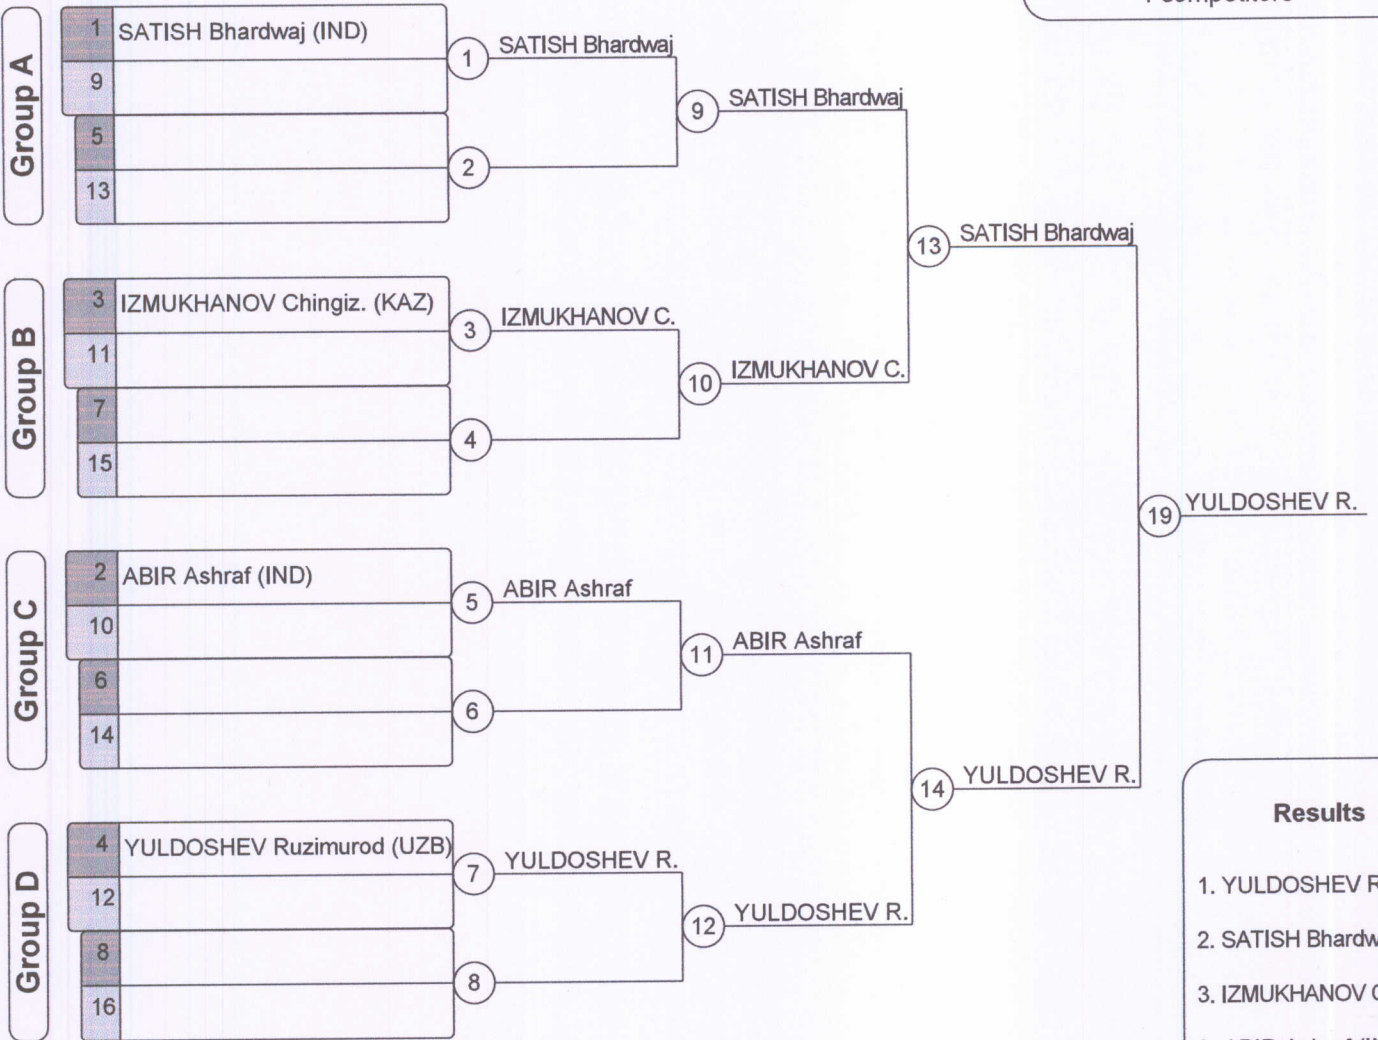 Group A
1 SATISH Bhardwaj (IND)
9
5
13
1 SATISH Bhardwaj
2
9 SATISH Bhardwaj
Group B
3 IZMUKHANOV Chingiz. (KAZ)
11
7
15
3 IZMUKHANOV C.
4
10 IZMUKHANOV C.
13 SATISH Bhardwaj
Group C
2 ABIR Ashraf (IND)
10
6
14
5 ABIR Ashraf
6
11 ABIR Ashraf
Group D
4 YULDOSHEV Ruzimurod (UZB)
12
8
16
7 YULDOSHEV R.
8
12 YULDOSHEV R.
14 YULDOSHEV R.
19 YULDOSHEV R.
Results
1. YULDOSHEV R
2. SATISH Bhardw
3. IZMUKHANOV